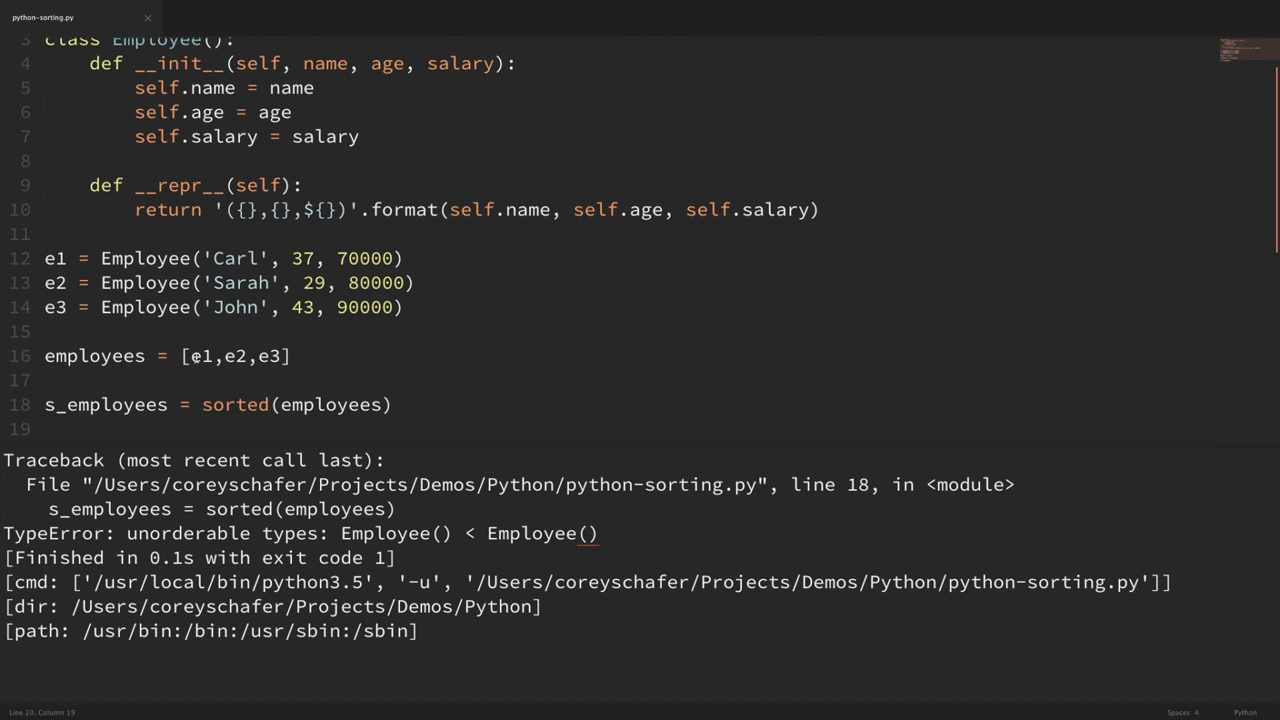 python-sorting.py ×
3 class Employee():
4 def __init__(self, name, age, salary):
5 self.name = name
6 self.age = age
7 self.salary = salary
8
9 def __repr__(self):
10 return '({},{},${})'.format(self.name, self.age, self.salary)
11
12 e1 = Employee('Carl', 37, 70000)
13 e2 = Employee('Sarah', 29, 80000)
14 e3 = Employee('John', 43, 90000)
15
16 employees = [e1,e2,e3]
17
18 s_employees = sorted(employees)
19
Traceback (most recent call last):
File "/Users/coreyschafer/Projects/Demos/Python/python-sorting.py", line 18, in <module>
s_employees = sorted(employees)
TypeError: unorderable types: Employee() < Employee()
[Finished in 0.1s with exit code 1]
[cmd: ['/usr/local/bin/python3.5', '-u', '/Users/coreyschafer/Projects/Demos/Python/python-sorting.py']]
[dir: /Users/coreyschafer/Projects/Demos/Python]
[path: /usr/bin:/bin:/usr/sbin:/sbin]
Line 20, Column 19 Spaces: 4 Python